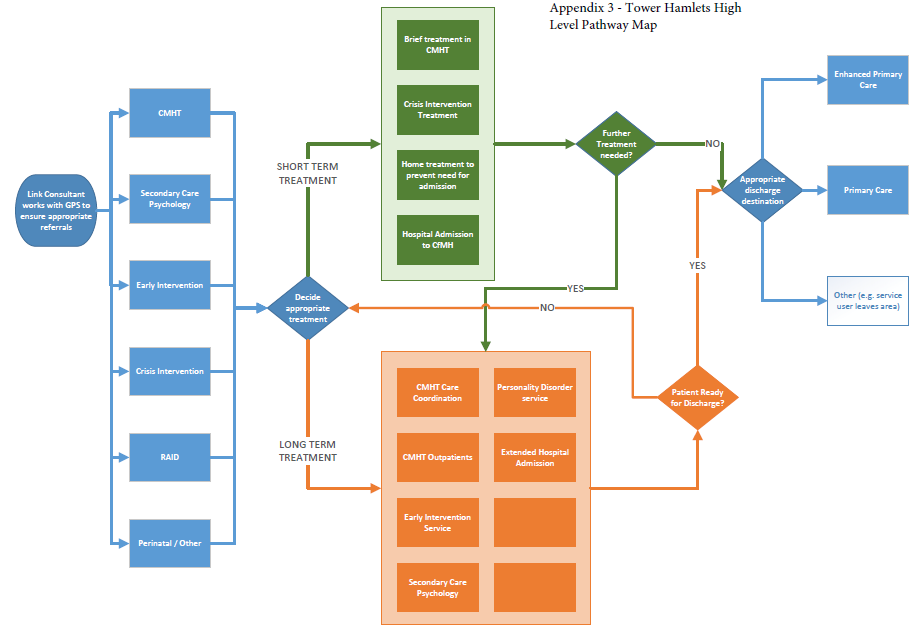 Appendix 3 - Tower Hamlets High
Level Pathway Map
Link Consultant
works with GPS to
ensure appropriate
referrals
CMHT
Secondary Care
Psychology
Early Intervention
Crisis Intervention
RAID
Perinatal / Other
Decide
appropriate
treatment
SHORT TERM
TREATMENT
LONG TERM
TREATMENT
Brief treatment in
CMHT
Crisis Intervention
Treatment
Home treatment to
prevent need for
admission
Hospital Admission
to CfMH
Further
Treatment
needed?
NO
YES
NO
CMHT Care
Coordination
Personality Disorder
service
CMHT Outpatients
Extended Hospital
Admission
Early Intervention
Service
Secondary Care
Psychology
Patient Ready
for Discharge?
YES
Appropriate
discharge
destination
Enhanced Primary
Care
Primary Care
Other (e.g. service
user leaves area)